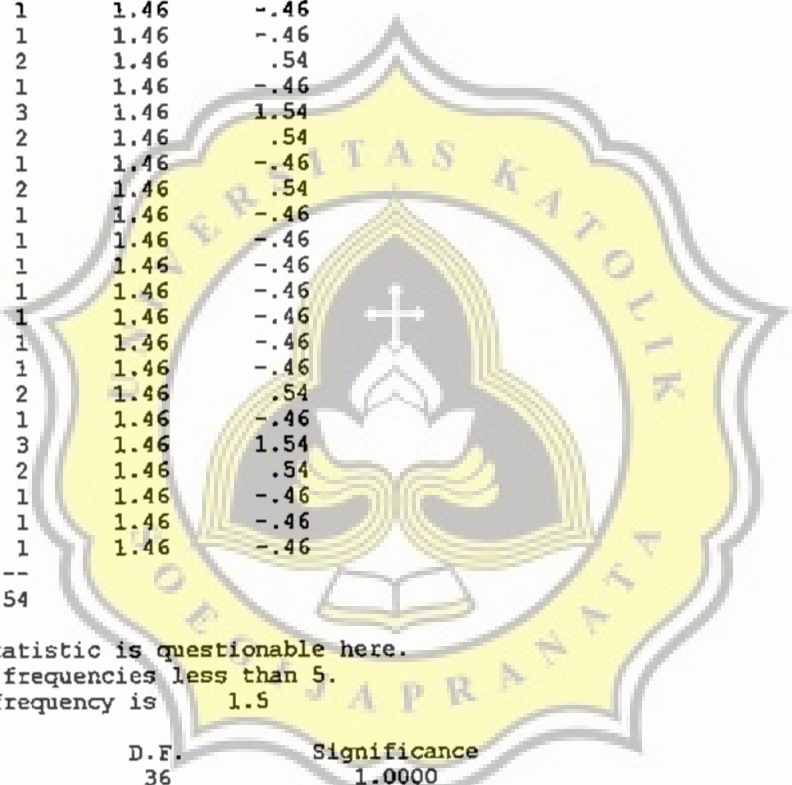 1 1.46 -.46
1 1.46 -.46
2 1.46 .54
1 1.46 -.46
3 1.46 1.54
2 1.46 .54
1 1.46 -.46
2 1.46 .54
1 1.46 -.46
1 1.46 -.46
1 1.46 -.46
1 1.46 -.46
1 1.46 -.46
1 1.46 -.46
1 1.46 -.46
2 1.46 .54
1 1.46 -.46
3 1.46 1.54
2 1.46 .54
1 1.46 -.46
1 1.46 -.46
1 1.46 -.46
--
54
tatistic is questionable here.
frequencies less than 5.
frequency is 1.5
D.F. Significance
36 1.0000
UNIVERSITAS KATOLIK
SOEGIJAPRANATA